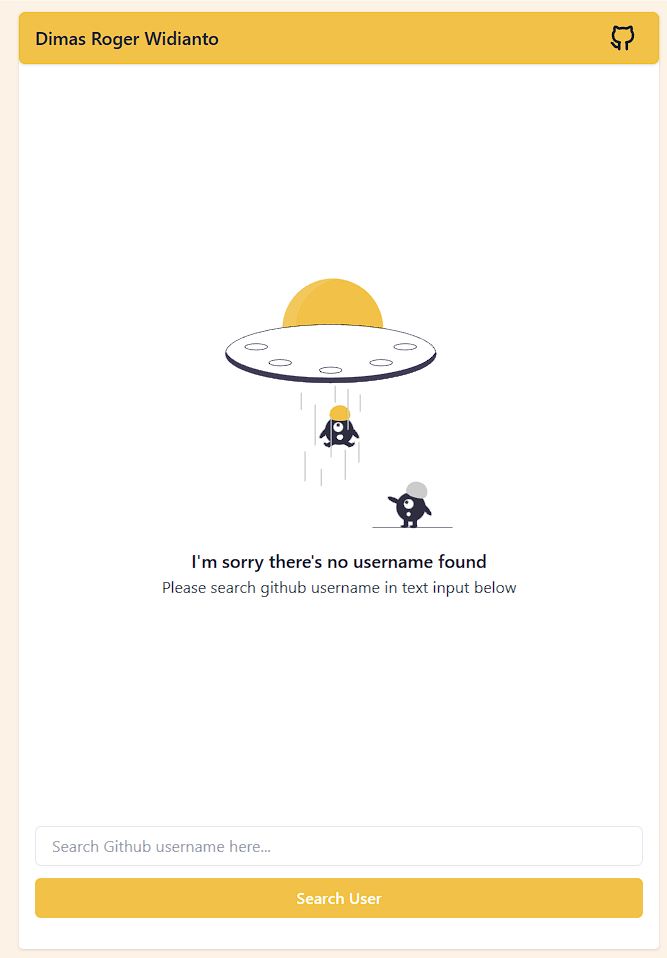 Dimas Roger Widianto
I'm sorry there's no username found
Please search github username in text input below
Search Github username here...
Search User